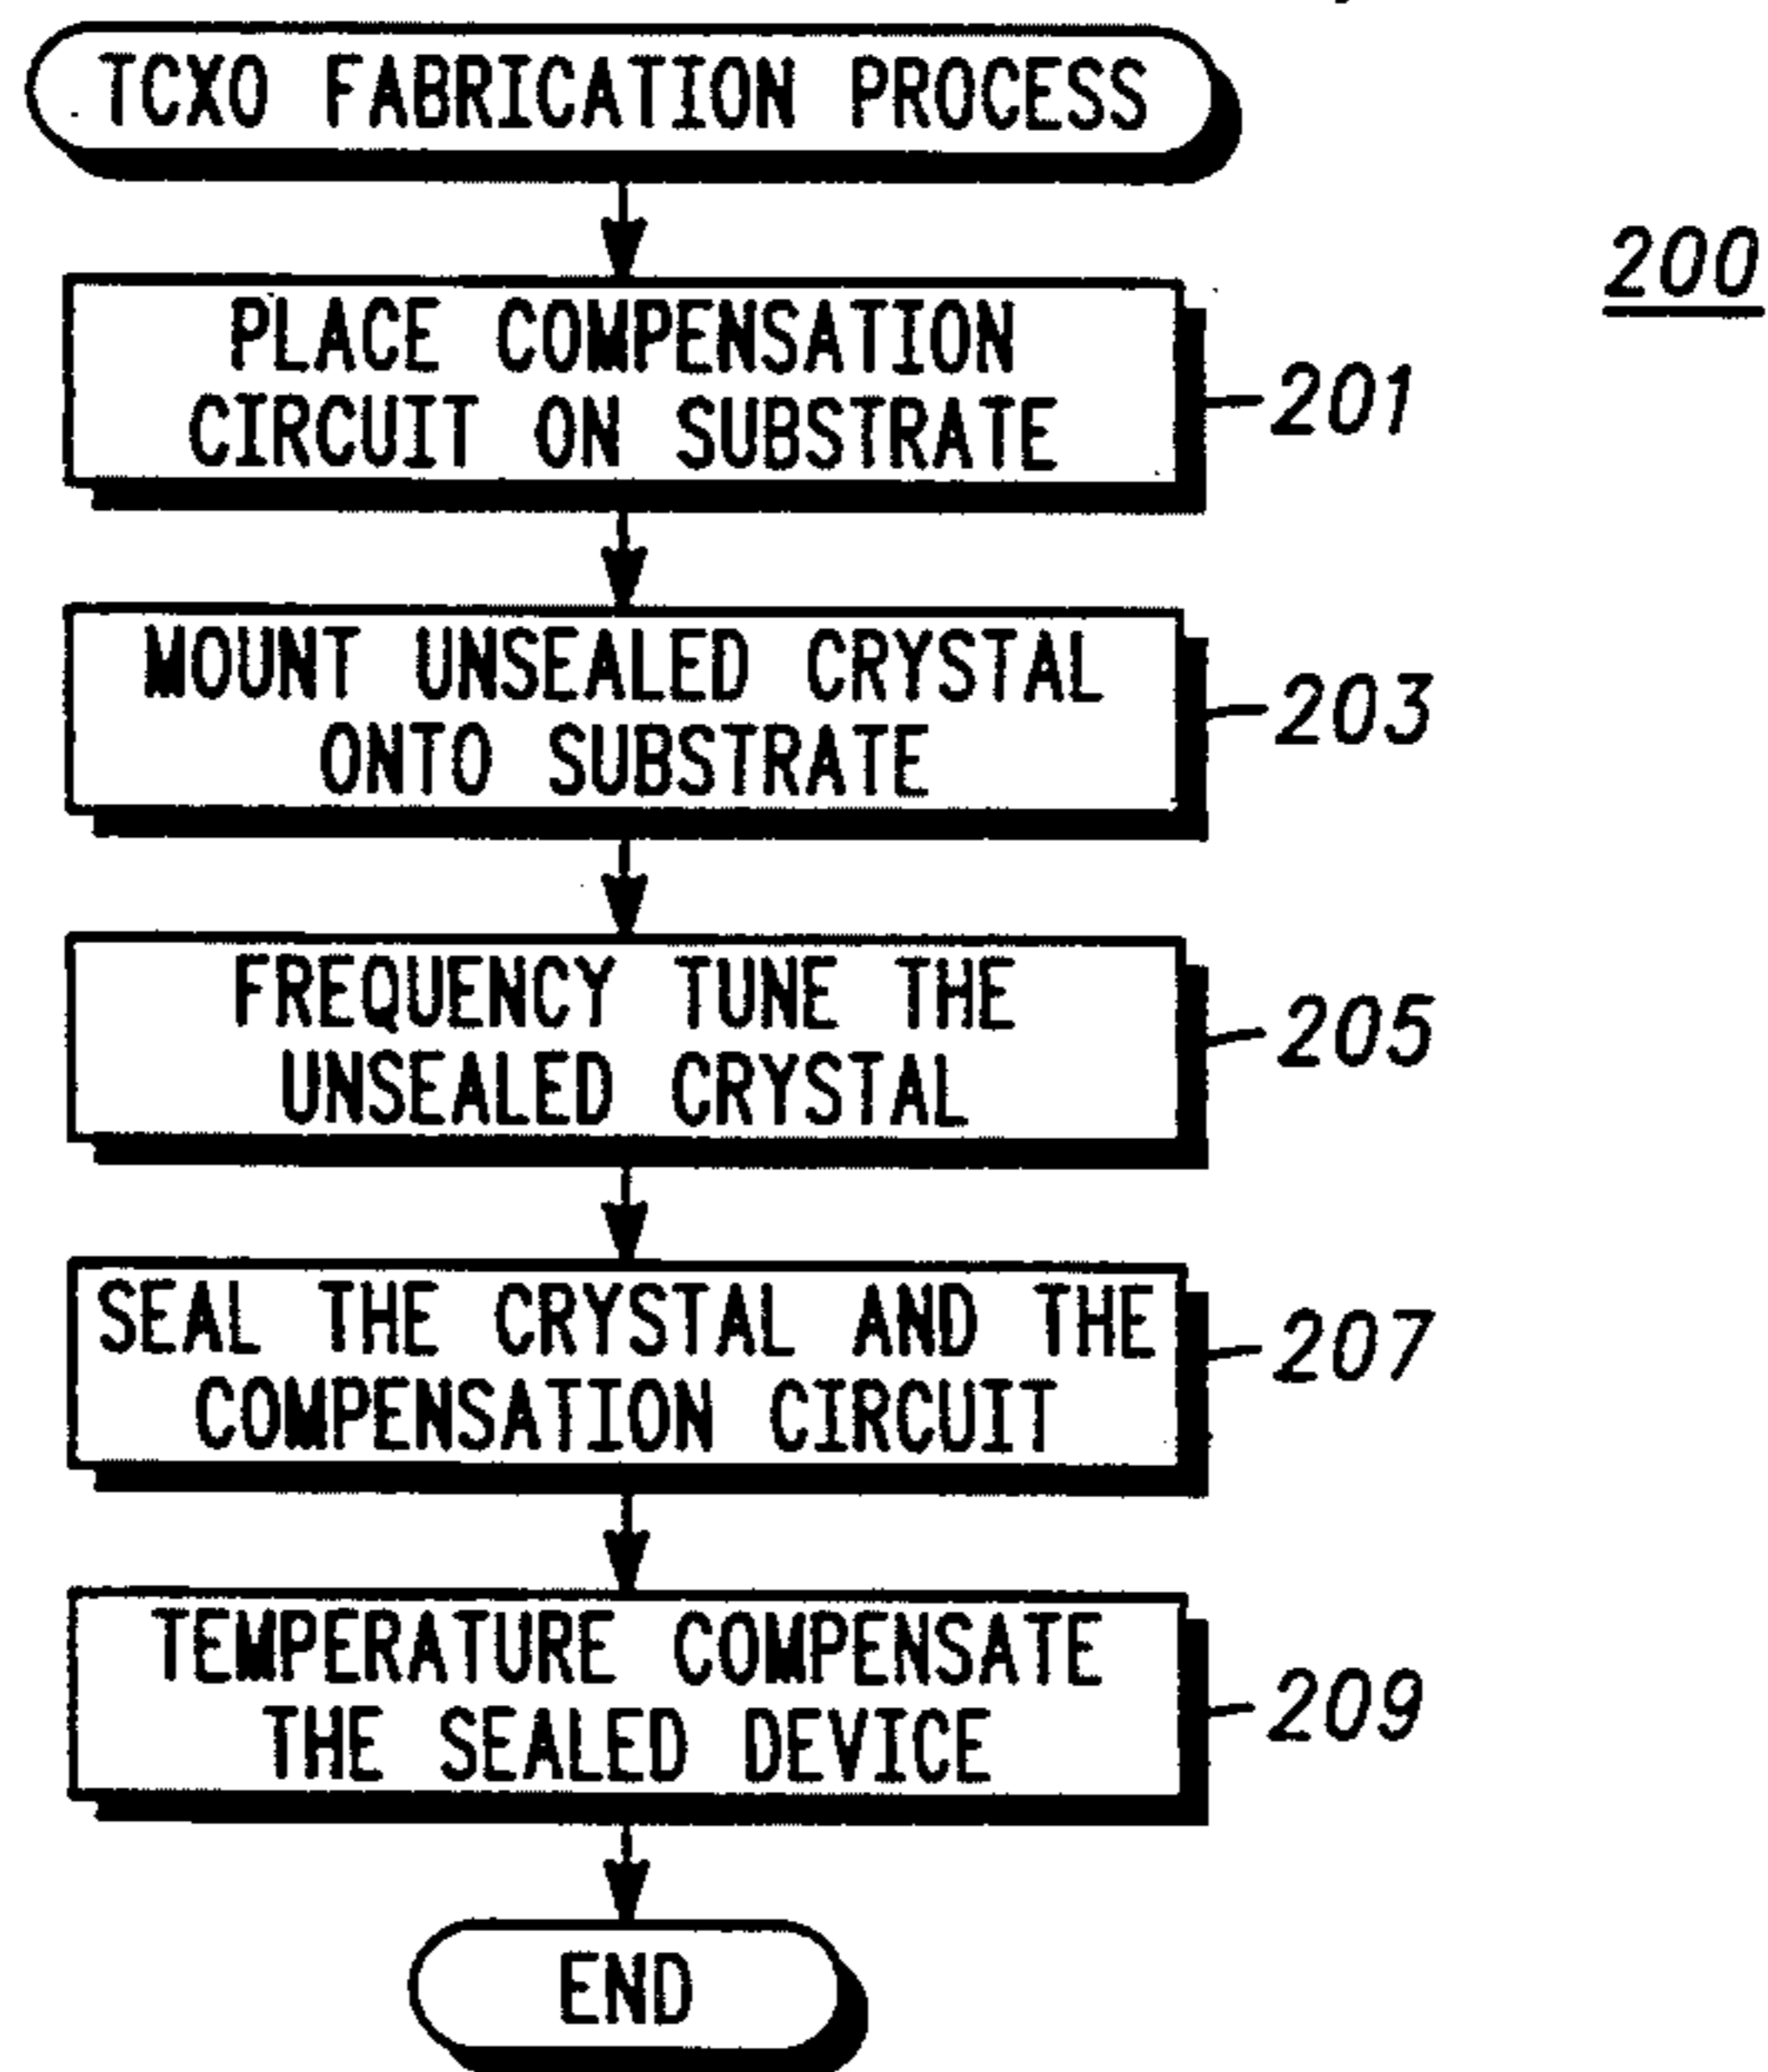 TCXO FABRICATION PROCESS
200
PLACE COMPENSATION
CIRCUIT ON SUBSTRATE
201
MOUNT UNSEALED CRYSTAL
ONTO SUBSTRATE
203
FREQUENCY TUNE THE
UNSEALED CRYSTAL
205
SEAL THE CRYSTAL AND THE
COMPENSATION CIRCUIT
207
TEMPERATURE COMPENSATE
THE SEALED DEVICE
209
END